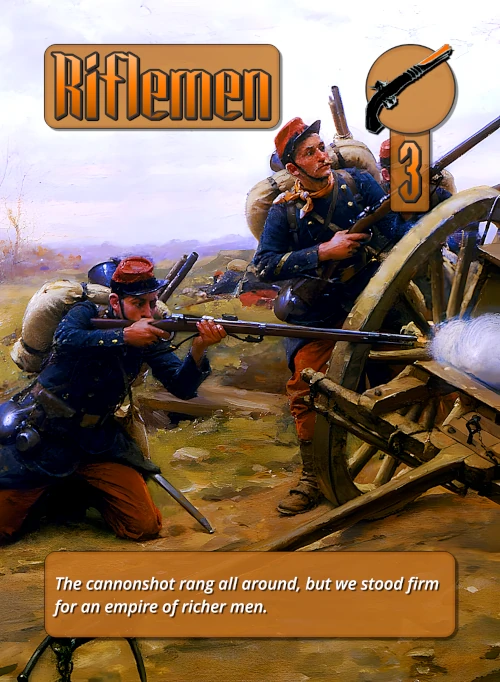 Riflemen
3
The cannonshot rang all around, but we stood firm
for an empire of richer men.